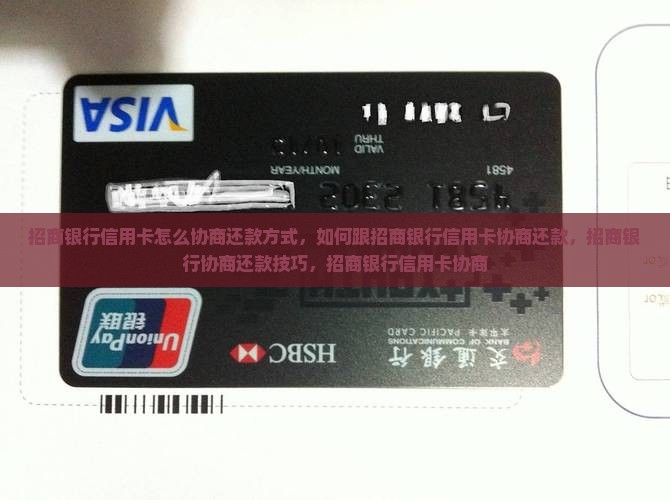 VISA
VALID THRU
MONTH/YEAR
4581
4581 2302
招商银行信用卡怎么协商还款方式，如何跟招商银行信用卡协商还款，招商银
行协商还款技巧，招商银行信用卡协商
交通銀行
BANK OF COMMUNICATIONS
太平洋卡 PACIFIC CARD
HSBC
UnionPay
银联